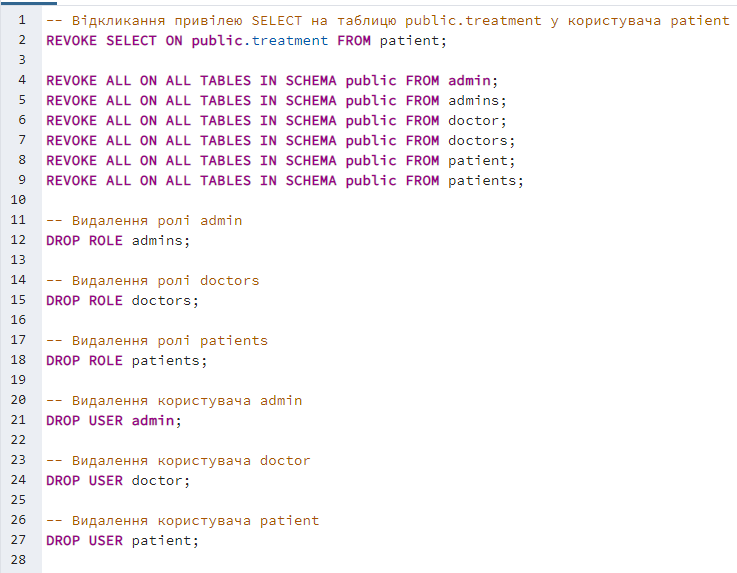 1 -- Відкликання привілею SELECT на таблицю public.treatment у користувача patient
2 REVOKE SELECT ON public.treatment FROM patient;
3
4 REVOKE ALL ON ALL TABLES IN SCHEMA public FROM admin;
5 REVOKE ALL ON ALL TABLES IN SCHEMA public FROM admins;
6 REVOKE ALL ON ALL TABLES IN SCHEMA public FROM doctor;
7 REVOKE ALL ON ALL TABLES IN SCHEMA public FROM doctors;
8 REVOKE ALL ON ALL TABLES IN SCHEMA public FROM patient;
9 REVOKE ALL ON ALL TABLES IN SCHEMA public FROM patients;
10
11 -- Видалення ролі admin
12 DROP ROLE admins;
13
14 -- Видалення ролі doctors
15 DROP ROLE doctors;
16
17 -- Видалення ролі patients
18 DROP ROLE patients;
19
20 -- Видалення користувача admin
21 DROP USER admin;
22
23 -- Видалення користувача doctor
24 DROP USER doctor;
25
26 -- Видалення користувача patient
27 DROP USER patient;
28